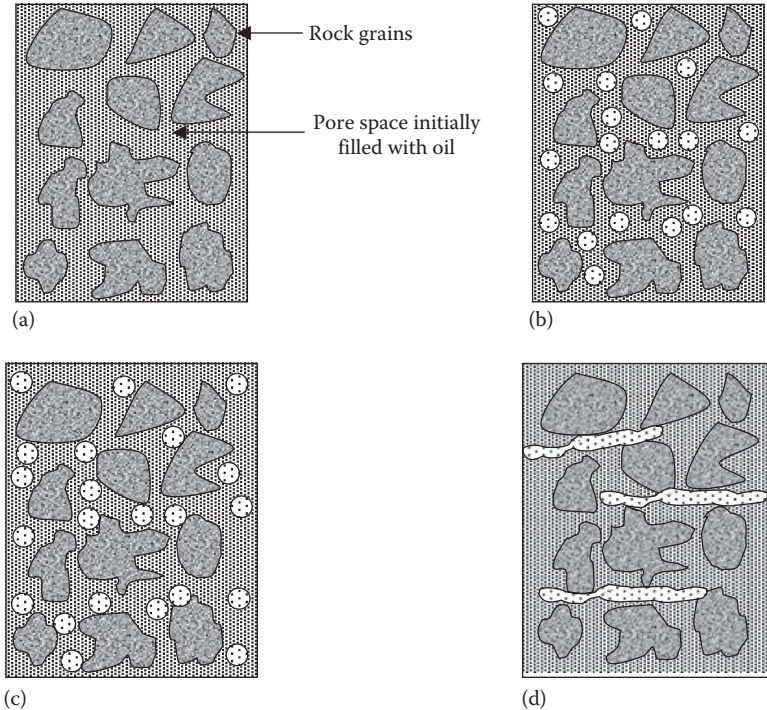 Rock grains
Pore space initially
filled with oil
(a)
(b)
(c)
(d)